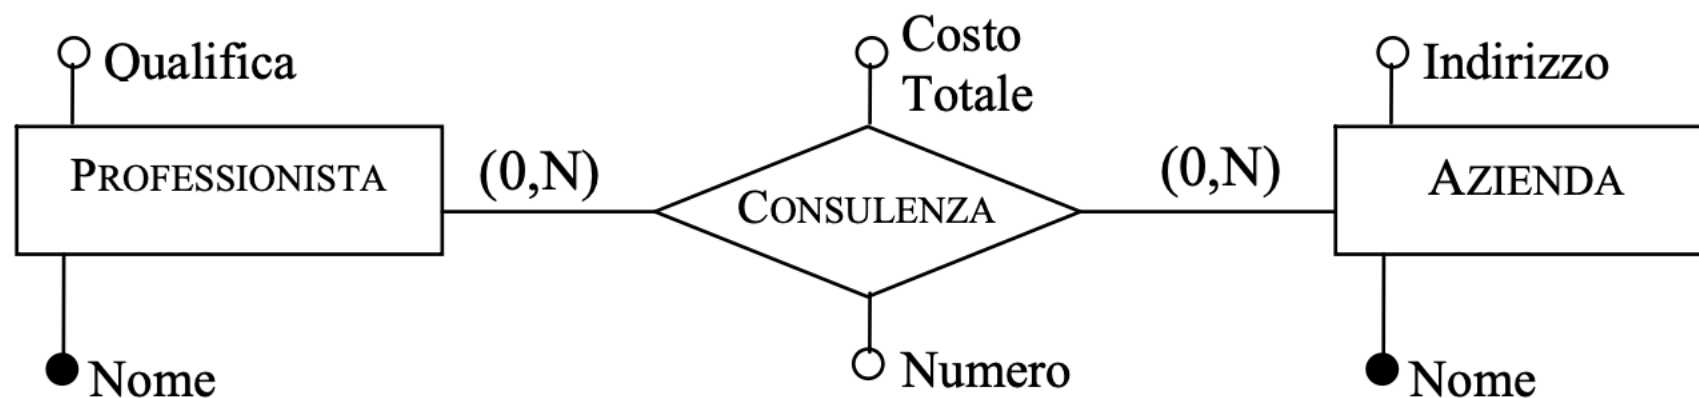 Qualifica
Costo
Totale
Indirizzo
PROFESSIONISTA
(0,N)
CONSULENZA
(0,N)
AZIENDA
Nome
Numero
Nome